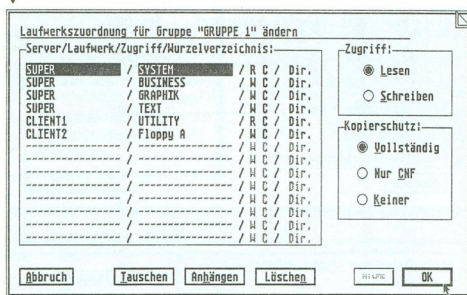 Laufwerkszuordnung für Gruppe "GRUPPE 1" ändern
Server/Laufwerk/Zugriff/Wurzelverzeichnis:
SUPER / SYSTEM / R C / Dir.
SUPER / BUSINESS / W C / Dir.
SUPER / GRAPHIK / W C / Dir.
SUPER / TEXT / W C / Dir.
CLIENT1 / UTILITY / R C / Dir.
CLIENT2 / Floppy A / W C / Dir.
---------------- / ---------------- / W C / Dir.
---------------- / ---------------- / W C / Dir.
---------------- / ---------------- / W C / Dir.
---------------- / ---------------- / W C / Dir.
---------------- / ---------------- / W C / Dir.
---------------- / ---------------- / W C / Dir.
---------------- / ---------------- / W C / Dir.
Zugriff:
Lesen
Schreiben
Kopierschutz:
Vollständig
Nur CNF
Keiner
Abbruch Tauschen Anhängen Löschen OK